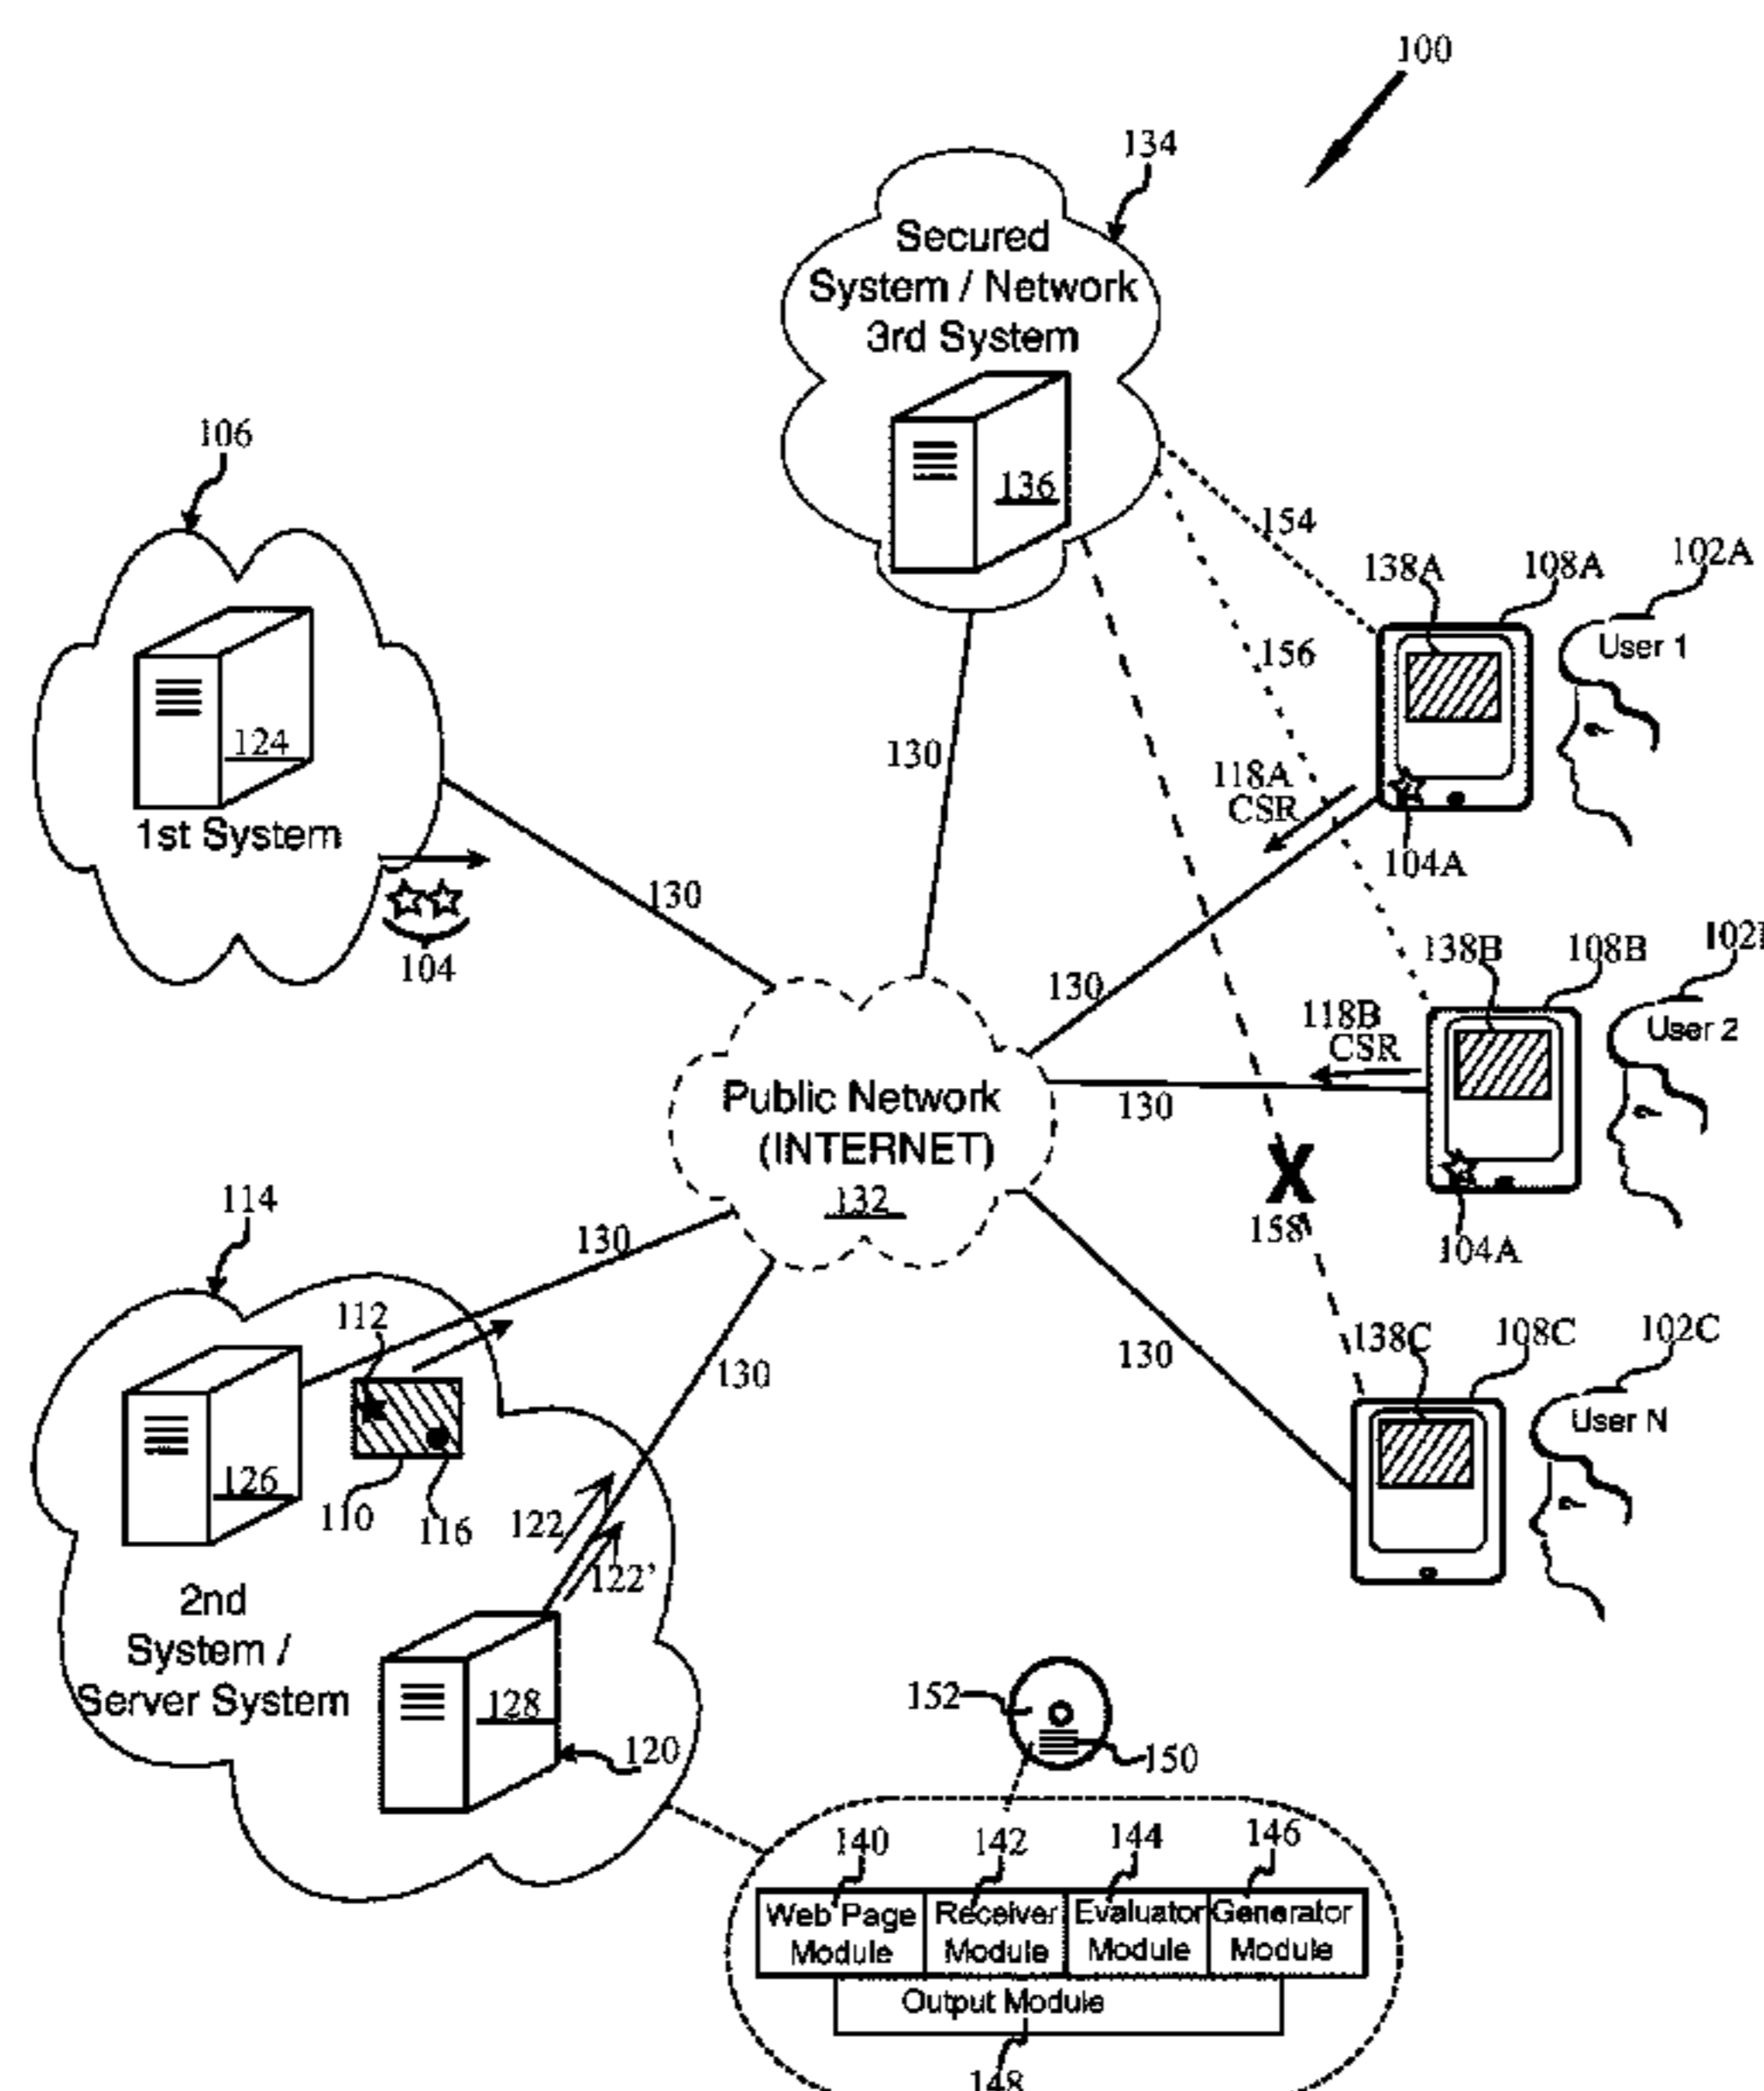 100
134
Secured
System / Network
3rd System
136
106
124
1st System
104
130
130
154
156
138A
108A
102A
User 1
118A
CSR
104A
130
138B
108B
User 2
118B
CSR
130
104A
Public Network
(INTERNET)
132
158
X
114
130
112
130
130
138C
108C
102C
User N
126
110
116
122
122'
2nd
System /
Server System
128
120
152
150
140
142
144
146
Web Page
Module
Receiver
Module
Evaluator
Module
Generator
Module
Output Module
148